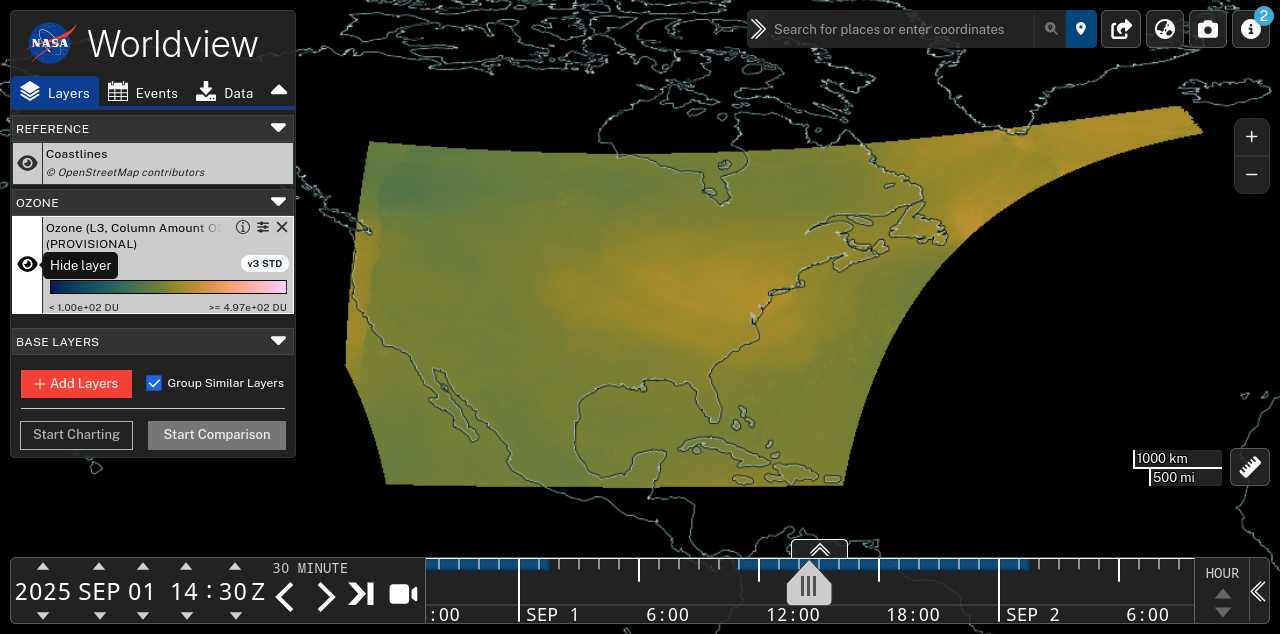 NASA Worldview
Search for places or enter coordinates
2
Layers Events Data
REFERENCE
Coastlines
© OpenStreetMap contributors
OZONE
Ozone (L3, Column Amount
(PROVISIONAL)
Hide layer
v3 STD
< 1.00e+02 DU >= 4.97e+02 DU
BASE LAYERS
+ Add Layers
Group Similar Layers
Start Charting Start Comparison
+
−
1000 km
500 mi
30 MINUTE
2025 SEP 01 14 : 30 Z
:00 SEP 1 6:00 12:00 18:00 SEP 2 6:00
HOUR